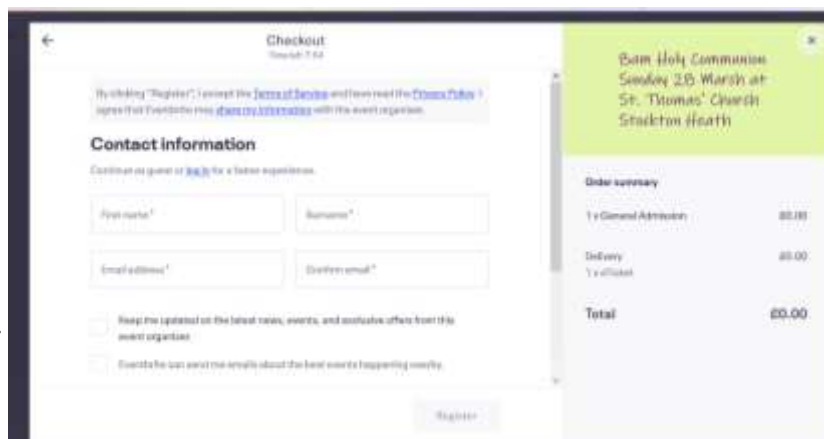 Checkout
By clicking "Register", I accept the Terms of Service and have read the Privacy Policy. I
agree that Eventbrite may share my information with the event organiser.
Contact information
Continue as guest or log in for a faster experience.
First name*
Surname*
Email address*
Confirm email*
Keep me updated on the latest news, events, and exclusive offers from this
event organiser.
Eventbrite can send me emails about the best events happening nearby.
Register
8am Holy Communion
Sunday 28 March at
St. Thomas' Church
Stockton Heath
Order summary
1 x General Admission £0.00
Delivery £0.00
1 x eTicket
Total £0.00